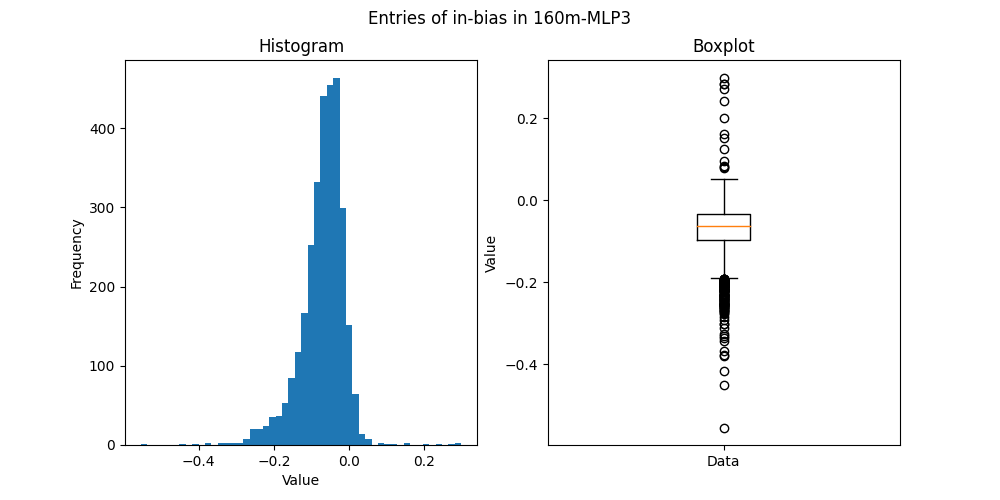 Entries of in-bias in 160m-MLP3
Histogram
Frequency
400
300
200
100
0
−0.4
−0.2
0.0
0.2
Value
Boxplot
Value
0.2
0.0
−0.2
−0.4
Data